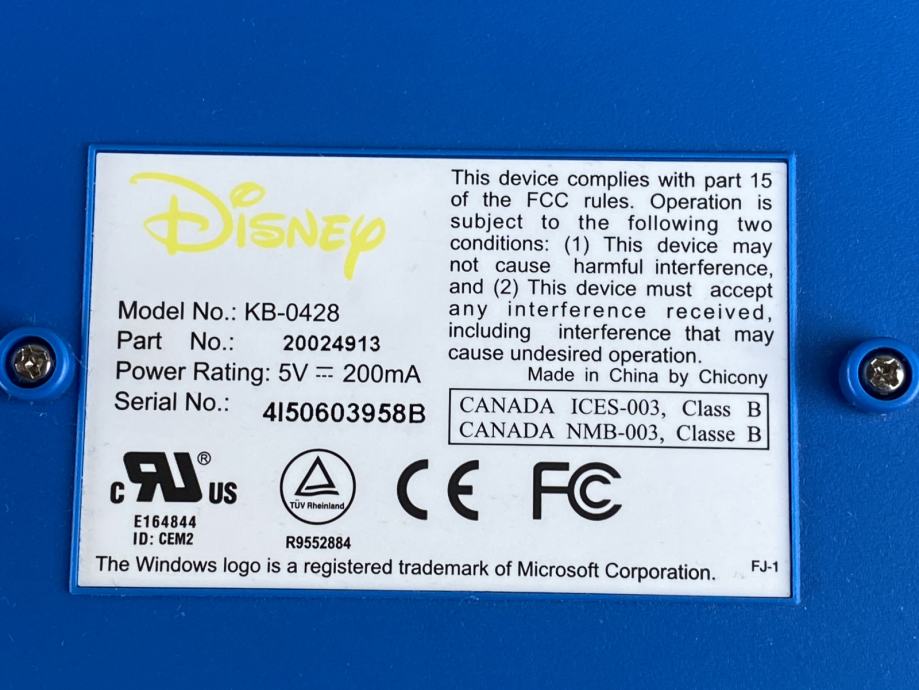 Disney
Model No.: KB-0428
Part No.: 20024913
Power Rating: 5V ⎓ 200mA
Serial No.: 4I50603958B
This device complies with part 15
of the FCC rules. Operation is
subject to the following two
conditions: (1) This device may
not cause harmful interference,
and (2) This device must accept
any interference received,
including interference that may
cause undesired operation.
Made in China by Chicony
CANADA ICES-003, Class B
CANADA NMB-003, Classe B
C RU ® US
E164844
ID: CEM2
TÜV Rheinland
R9552884
CE
FC
The Windows logo is a registered trademark of Microsoft Corporation.
FJ-1